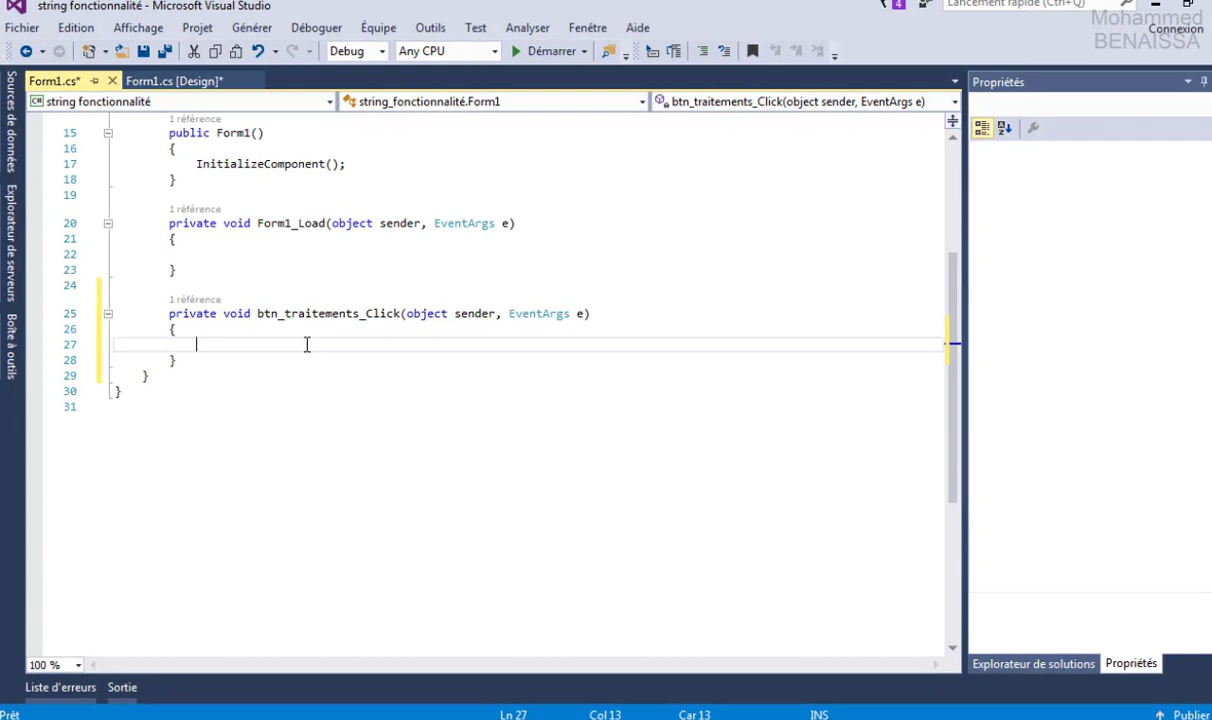 string fonctionnalité - Microsoft Visual Studio
4
Lancement rapide (Ctrl+Q)
Mohammed
BENAISSA
Fichier Edition Affichage Projet Générer Déboguer Équipe Outils Test Analyser Fenêtre Aide
Connexion
Debug Any CPU Démarrer
Form1.cs* Form1.cs [Design]*
Propriétés
string fonctionnalité string_fonctionnalité.Form1 btn_traitements_Click(object sender, EventArgs e)
Sources de données
Explorateur de serveurs
Boîte à outils
1 référence
15 public Form1()
16 {
17 InitializeComponent();
18 }
19
1 référence
20 private void Form1_Load(object sender, EventArgs e)
21 {
22
23 }
24
1 référence
25 private void btn_traitements_Click(object sender, EventArgs e)
26 {
27
28 }
29 }
30 }
31
100 %
Explorateur de solutions Propriétés
Liste d'erreurs Sortie
Prêt Ln 27 Col 13 Car 13 INS Publier